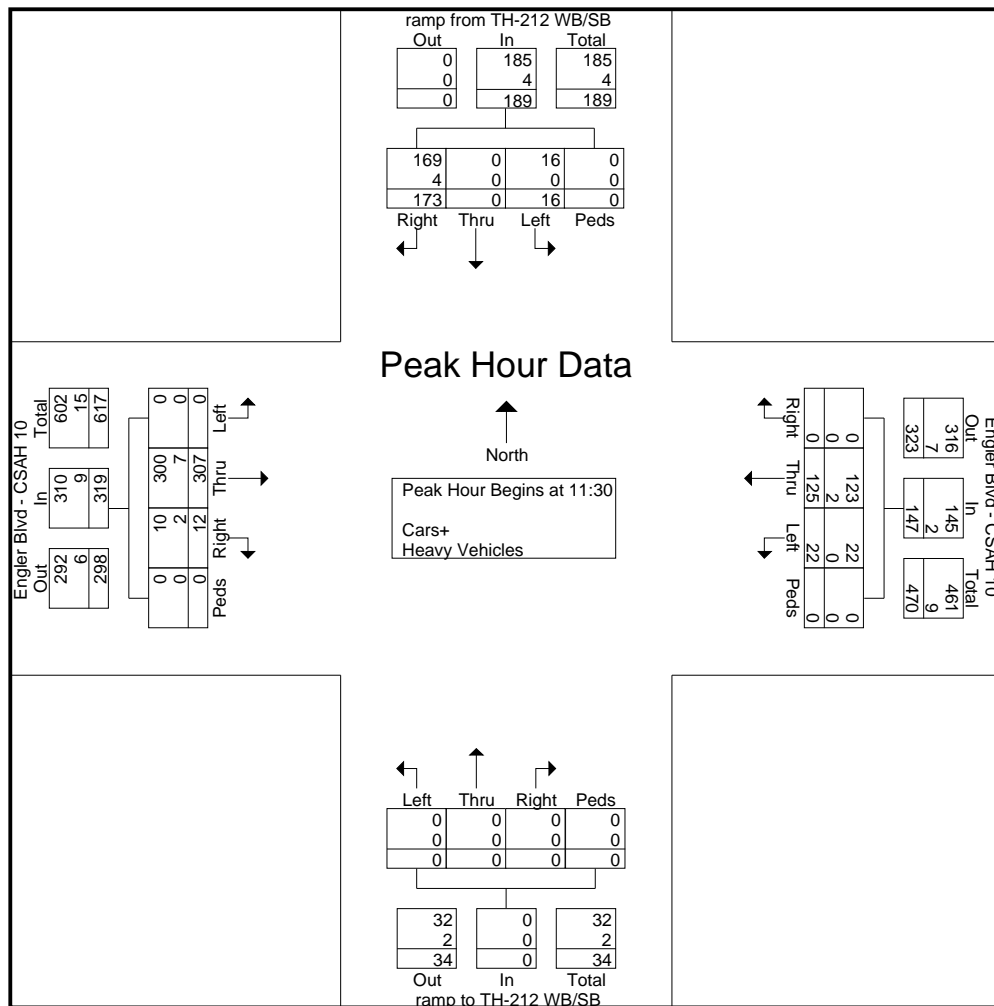 ramp from TH-212 WB/SB
Out In Total
0 185 185
0 4 4
0 189 189
169 0 16 0
4 0 0 0
173 0 16 0
Right Thru Left Peds
Peak Hour Data
North
Peak Hour Begins at 11:30
Cars+
Heavy Vehicles
Engler Blvd - CSAH 10
Out In Total
292 310 602
6 9 15
298 319 617
Peds Right Thru Left
0 10 300 0
0 2 7 0
0 12 307 0
Engler Blvd - CSAH 10
Out In Total
316 145 461
7 2 9
323 147 470
0 123 22 0
0 2 0 0
0 125 22 0
Right Thru Left Peds
Left Thru Right Peds
0 0 0 0
0 0 0 0
0 0 0 0
32 0 32
2 0 2
34 0 34
Out In Total
ramp to TH-212 WB/SB